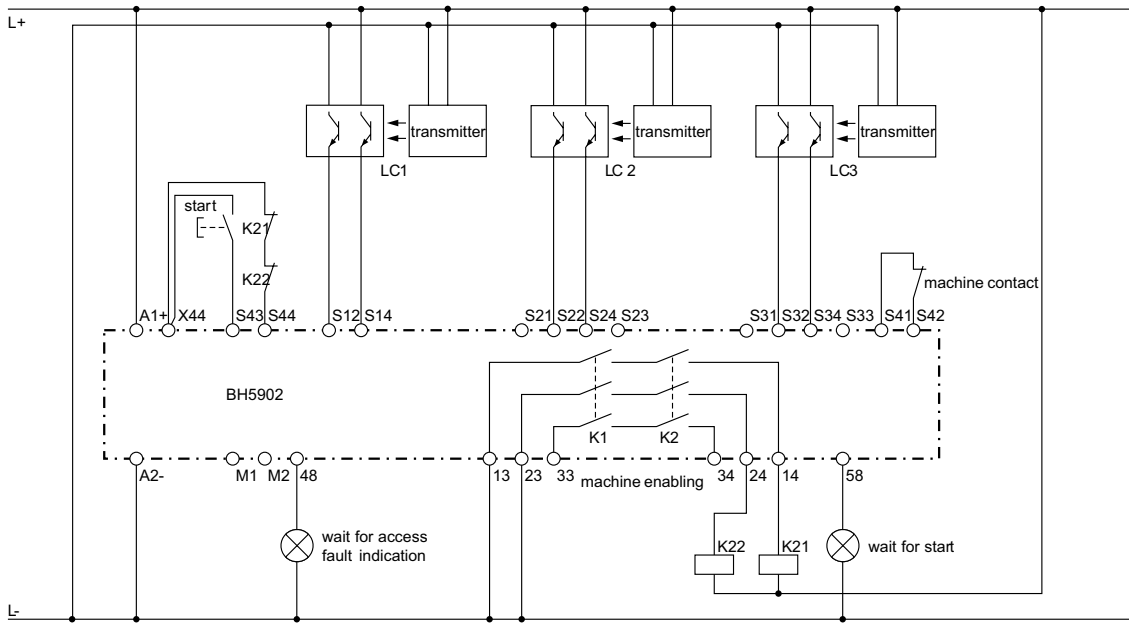 L+
transmitter
transmitter
transmitter
LC1
LC 2
LC3
start
K21
K22
machine contact
A1+
X44
S43
S44
S12
S14
S21
S22
S24
S23
S31
S32
S34
S33
S41
S42
BH5902
K1
K2
A2-
M1
M2
48
13
23
33
machine enabling
34
24
14
58
wait for access
fault indication
K22
K21
wait for start
L-